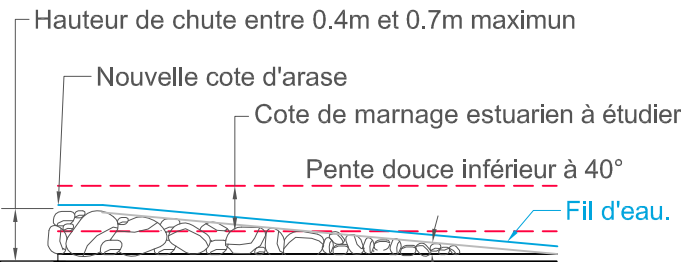 Hauteur de chute entre 0.4m et 0.7m maximun
Nouvelle cote d'arase
Cote de marnage estuarien à étudier
Pente douce inférieur à 40°
Fil d'eau.